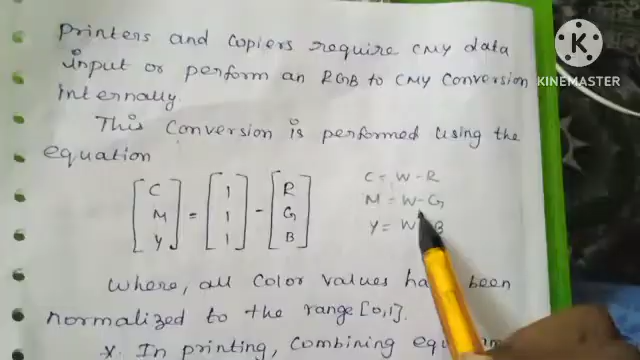 Printers and copiers require CMY data
input or perform an RGB to CMY conversion
internally.
This conversion is performed using the
equation
[C M Y] = [1 1 1] - [R G B]
C = W - R
M = W - G
Y = W B
Where, all color values been
normalized to the range [0,1].
* In printing, combining
KINEMASTER